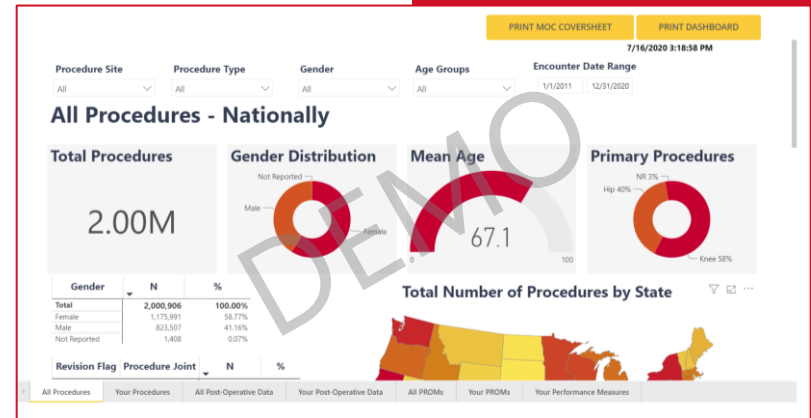 PRINT MOC COVERSHEET PRINT DASHBOARD
7/16/2020 3:18:58 PM
Procedure Site Procedure Type Gender Age Groups Encounter Date Range
All All All All 1/1/2011 12/31/2020
All Procedures - Nationally
Total Procedures Gender Distribution Mean Age Primary Procedures
Not Reported NR 3%
Hip 40%
Male
2.00M
Female
67.1
0 100
Knee 58%
DEMO
Gender N %
Total 2,000,906 100.00%
Female 1,175,991 58.77%
Male 823,507 41.16%
Not Reported 1,408 0.07%
Total Number of Procedures by State
Revision Flag Procedure Joint N %
All Procedures Your Procedures All Post-Operative Data Your Post-Operative Data All PROMs Your PROMs Your Performance Measures